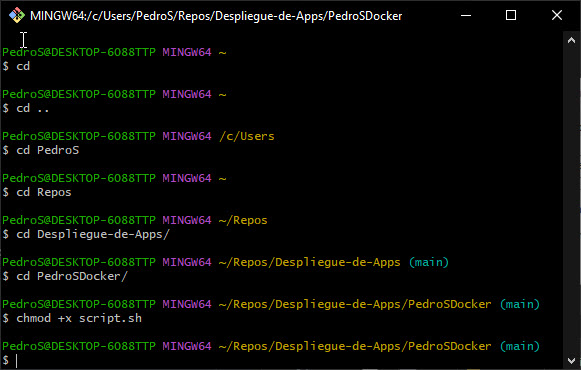 MINGW64:/c/Users/PedroS/Repos/Despliegue-de-Apps/PedroSDocker
PedroS@DESKTOP-6088TTP MINGW64 ~
$ cd
PedroS@DESKTOP-6088TTP MINGW64 ~
$ cd ..
PedroS@DESKTOP-6088TTP MINGW64 /c/Users
$ cd PedroS
PedroS@DESKTOP-6088TTP MINGW64 ~
$ cd Repos
PedroS@DESKTOP-6088TTP MINGW64 ~/Repos
$ cd Despliegue-de-Apps/
PedroS@DESKTOP-6088TTP MINGW64 ~/Repos/Despliegue-de-Apps (main)
$ cd PedroSDocker/
PedroS@DESKTOP-6088TTP MINGW64 ~/Repos/Despliegue-de-Apps/PedroSDocker (main)
$ chmod +x script.sh
PedroS@DESKTOP-6088TTP MINGW64 ~/Repos/Despliegue-de-Apps/PedroSDocker (main)
$